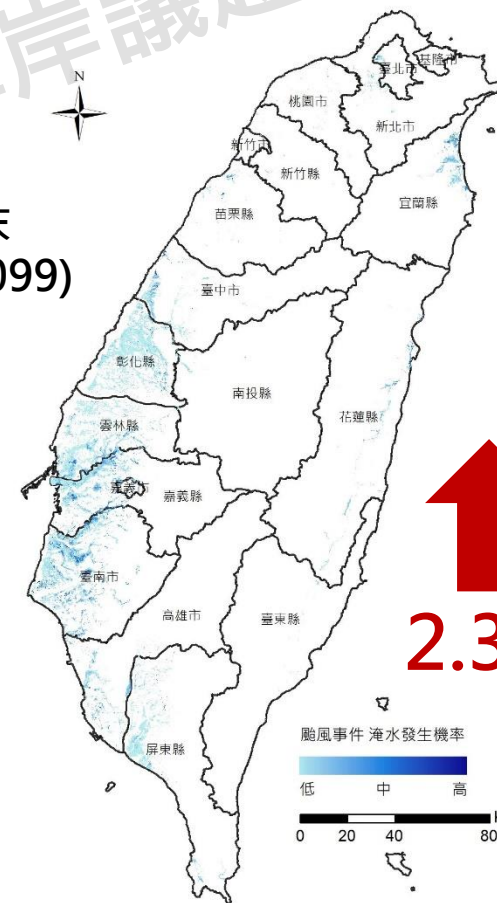 岸議題
N
末
099)
基隆市
臺北市
桃園市
新北市
新竹市
新竹縣
宜蘭縣
苗栗縣
臺中市
彰化縣
南投縣
花蓮縣
雲林縣
嘉義市
嘉義縣
臺南市
高雄市
臺東縣
屏東縣
2.3
颱風事件 淹水發生機率
低 中 高
0 20 40 80